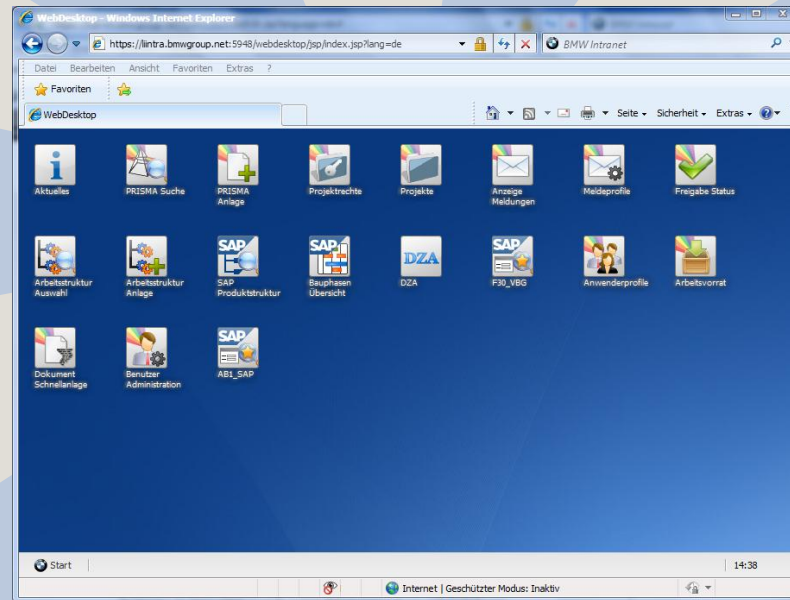 WebDesktop - Windows Internet Explorer
https://lintra.bmwgroup.net:5948/webdesktop/jsp/index.jsp?lang=de
BMW Intranet
Datei Bearbeiten Ansicht Favoriten Extras ?
Favoriten
WebDesktop
Seite Sicherheit Extras
Aktuelles
PRISMA Suche
PRISMA
Anlage
Projektrechte
Projekte
Anzeige
Meldungen
Meldeprofile
Freigabe Status
Arbeitsstruktur
Auswahl
Arbeitsstruktur
Anlage
SAP
SAP
Produktstruktur
SAP
Bauphasen
Übersicht
DZA
DZA
SAP
F30_VBG
Anwenderprofile
Arbeitsvorrat
Dokument
Schnellanlage
Benutzer
Administration
SAP
AB1_SAP
Start
14:38
Internet | Geschützter Modus: Inaktiv